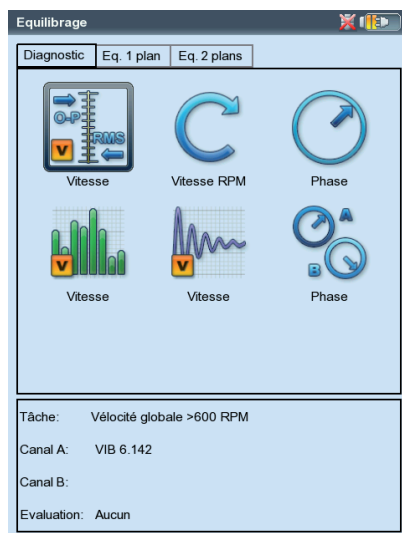 Equilibrage
Diagnostic Eq. 1 plan Eq. 2 plans
O-P
RMS
V
Vitesse Vitesse RPM Phase
A
V V B
Vitesse Vitesse Phase
Tâche: Vélocité globale >600 RPM
Canal A: VIB 6.142
Canal B:
Evaluation: Aucun